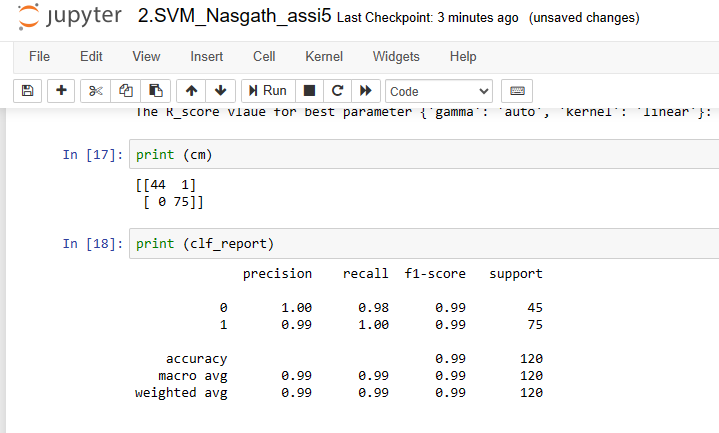 jupyter 2.SVM_Nasgath_assi5 Last Checkpoint: 3 minutes ago (unsaved changes)
File Edit View Insert Cell Kernel Widgets Help
Run Code
The R_score vlaue for best parameter {'gamma': 'auto', 'kernel': 'linear'}:
In [17]: print (cm)
[[44  1]
 [ 0 75]]
In [18]: print (clf_report)
precision recall f1-score support
0 1.00 0.98 0.99 45
1 0.99 1.00 0.99 75
accuracy 0.99 120
macro avg 0.99 0.99 0.99 120
weighted avg 0.99 0.99 0.99 120